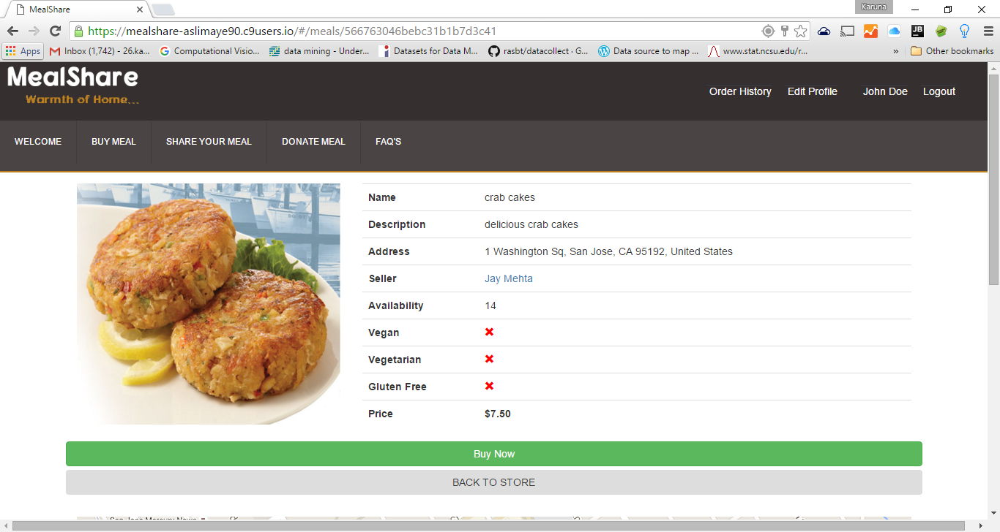 MealShare
Karuna
https://mealshare-aslimaye90.c9users.io/#/meals/566763046bebc31b1b7d3c41
JB
Apps Inbox (1,742) - 26.ka... Computational Visio... data mining - Under... Datasets for Data M... rasbt/datacollect · G... Data source to map ... www.stat.ncsu.edu/r... » Other bookmarks
MealShare
Warmth of Home...
Order History Edit Profile John Doe Logout
WELCOME BUY MEAL SHARE YOUR MEAL DONATE MEAL FAQ'S
Name crab cakes
Description delicious crab cakes
Address 1 Washington Sq, San Jose, CA 95192, United States
Seller Jay Mehta
Availability 14
Vegan
Vegetarian
Gluten Free
Price $7.50
Buy Now
BACK TO STORE